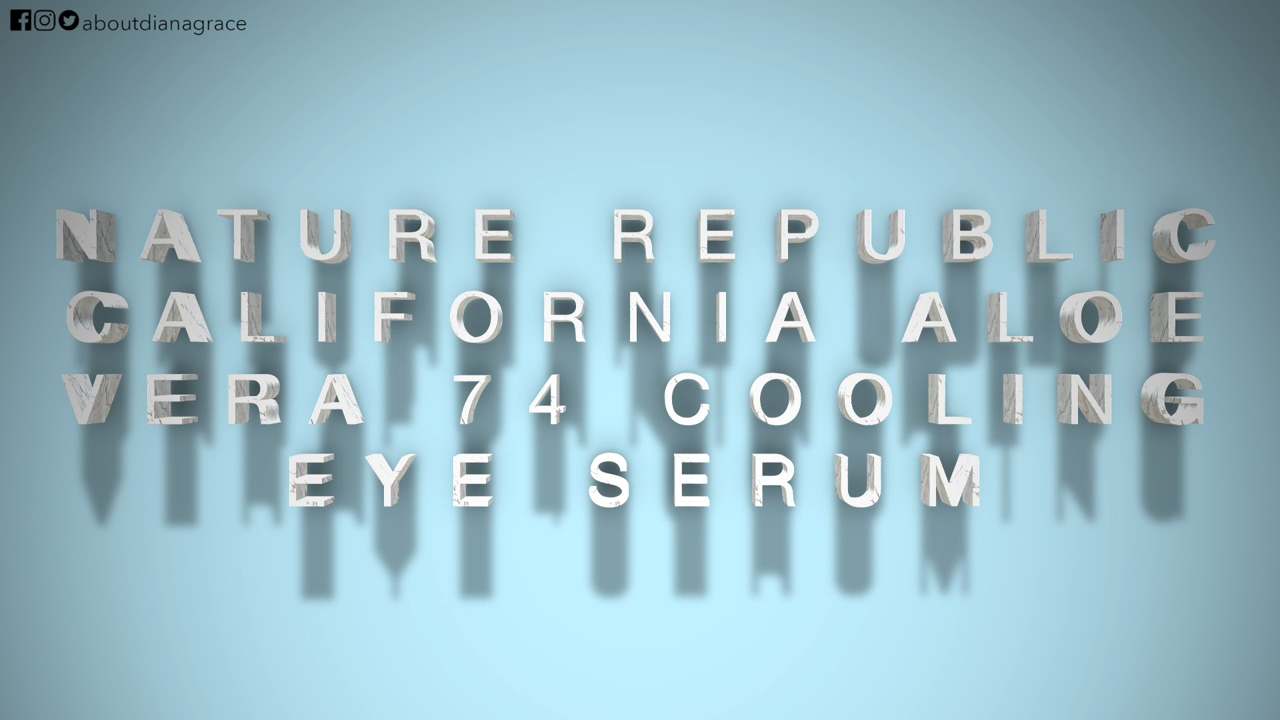 aboutdianagrace
NATURE REPUBLIC
CALIFORNIA ALOE
VERA 74 COOLING
EYE SERUM